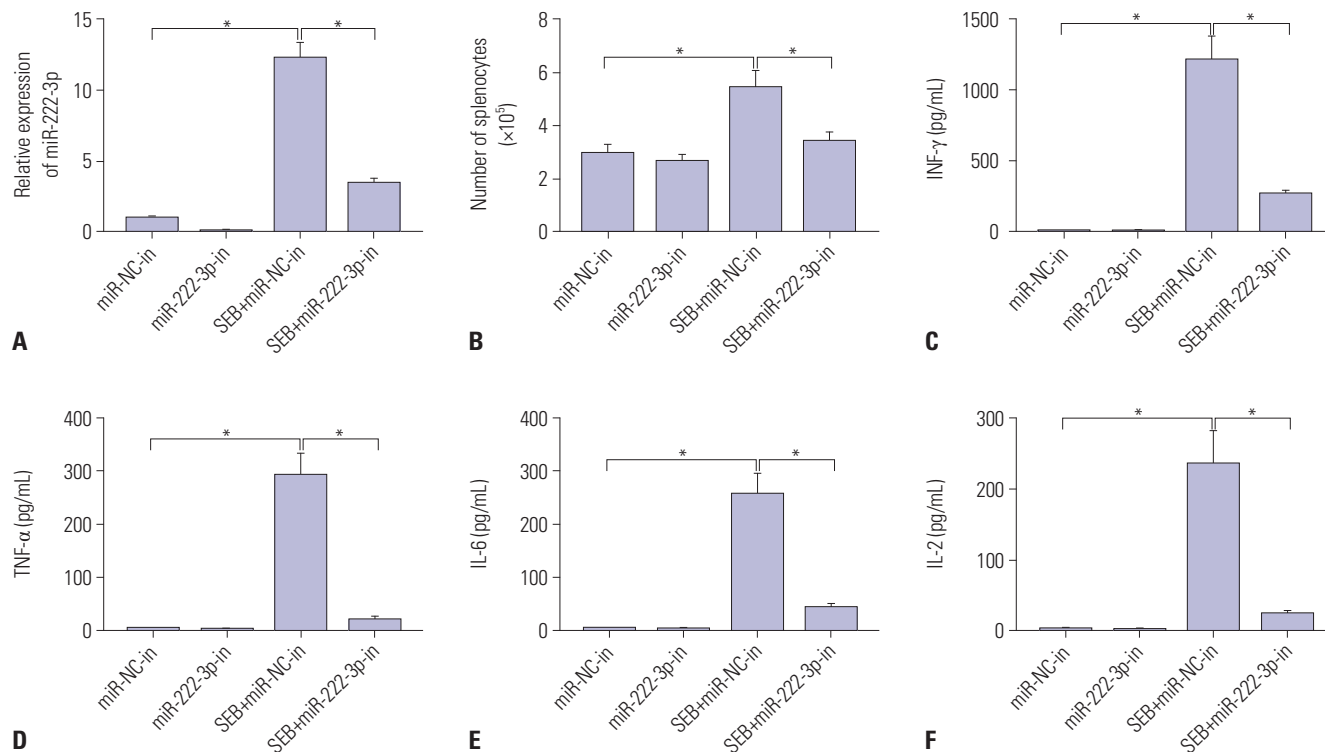 15
10
5
0
Relative expression
of miR-222-3p
*
*
miR-NC-in
miR-222-3p-in
SEB+miR-NC-in
SEB+miR-222-3p-in
A
8
6
4
2
0
Number of splenocytes
(×10⁵)
*
*
miR-NC-in
miR-222-3p-in
SEB+miR-NC-in
SEB+miR-222-3p-in
B
1500
1000
500
0
INF-γ (pg/mL)
*
*
miR-NC-in
miR-222-3p-in
SEB+miR-NC-in
SEB+miR-222-3p-in
C
400
300
200
100
0
TNF-α (pg/mL)
*
*
miR-NC-in
miR-222-3p-in
SEB+miR-NC-in
SEB+miR-222-3p-in
D
400
300
200
100
0
IL-6 (pg/mL)
*
*
miR-NC-in
miR-222-3p-in
SEB+miR-NC-in
SEB+miR-222-3p-in
E
300
200
100
0
IL-2 (pg/mL)
*
*
miR-NC-in
miR-222-3p-in
SEB+miR-NC-in
SEB+miR-222-3p-in
F